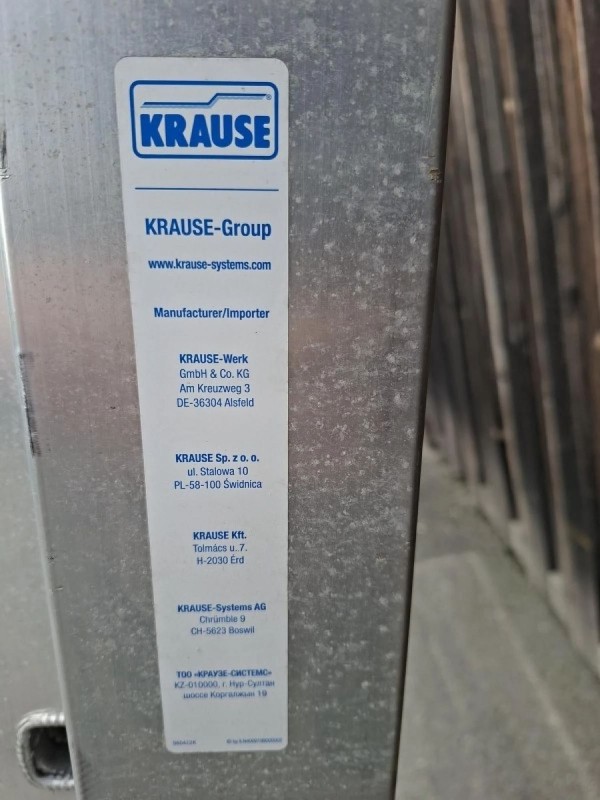 KRAUSE
KRAUSE-Group
www.krause-systems.com
Manufacturer/Importer
KRAUSE-Werk
GmbH & Co. KG
Am Kreuzweg 3
DE-36304 Alsfeld
KRAUSE Sp. z o. o.
ul. Stalowa 10
PL-58-100 Świdnica
KRAUSE Kft.
Tolmács u. 7.
H-2030 Érd
KRAUSE-Systems AG
Chrümble 9
CH-5623 Boswil
ТОО «КРАУЗЕ-СИСТЕМС»
KZ-010000, г. Нур-Султан
шоссе Коргалжын 19